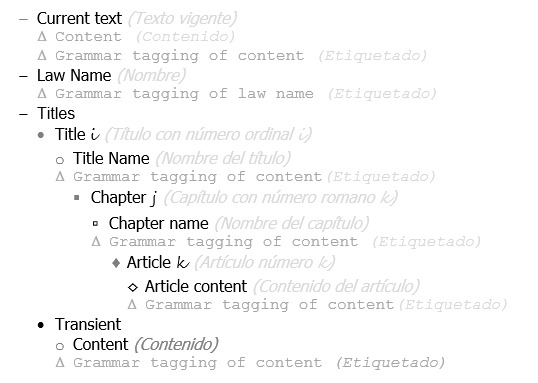 – Current text (Texto vigente)
Δ Content (Contenido)
Δ Grammar tagging of content (Etiquetado)
– Law Name (Nombre)
Δ Grammar tagging of law name (Etiquetado)
– Titles
• Title i (Título con número ordinal i)
o Title Name (Nombre del título)
Δ Grammar tagging of content(Etiquetado)
▪ Chapter j (Capítulo con número romano k)
▫ Chapter name (Nombre del capítulo)
Δ Grammar tagging of content (Etiquetado)
♦ Article k (Artículo número k)
◊ Article content (Contenido del artículo)
Δ Grammar tagging of content(Etiquetado)
• Transient
o Content (Contenido)
Δ Grammar tagging of content (Etiquetado)